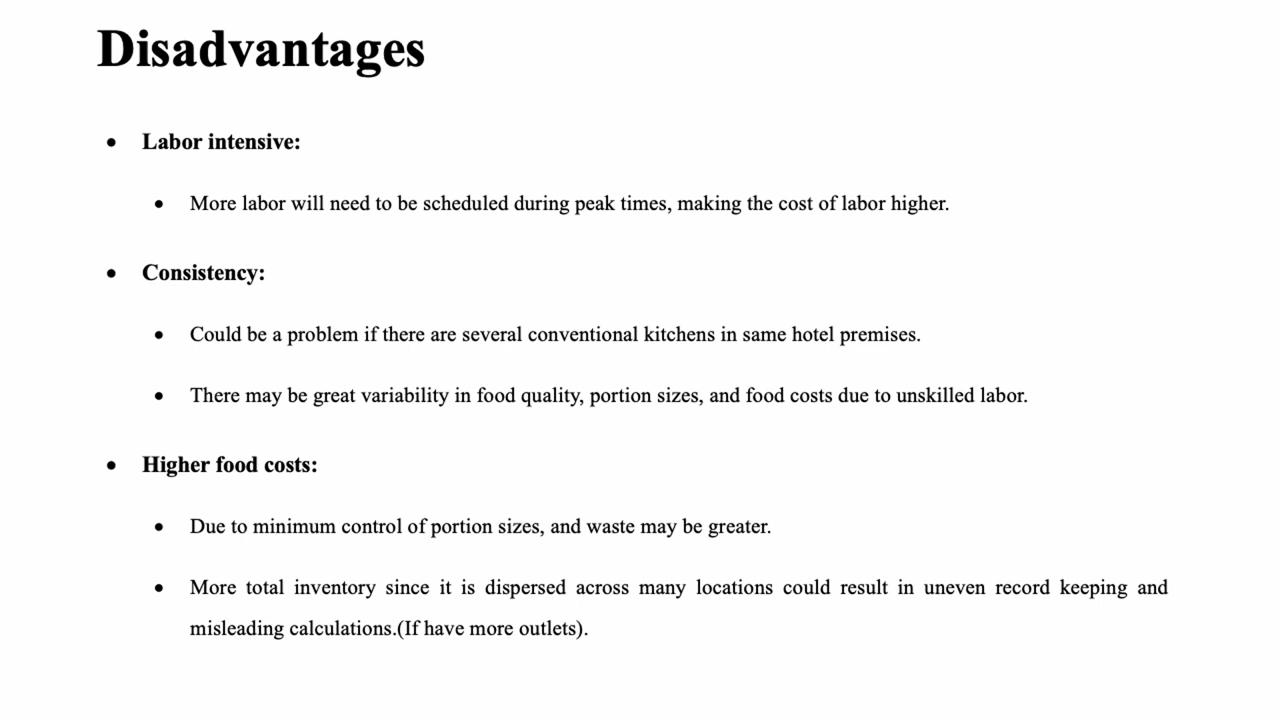 Disadvantages
• Labor intensive:
• More labor will need to be scheduled during peak times, making the cost of labor higher.
• Consistency:
• Could be a problem if there are several conventional kitchens in same hotel premises.
• There may be great variability in food quality, portion sizes, and food costs due to unskilled labor.
• Higher food costs:
• Due to minimum control of portion sizes, and waste may be greater.
• More total inventory since it is dispersed across many locations could result in uneven record keeping and
misleading calculations.(If have more outlets).